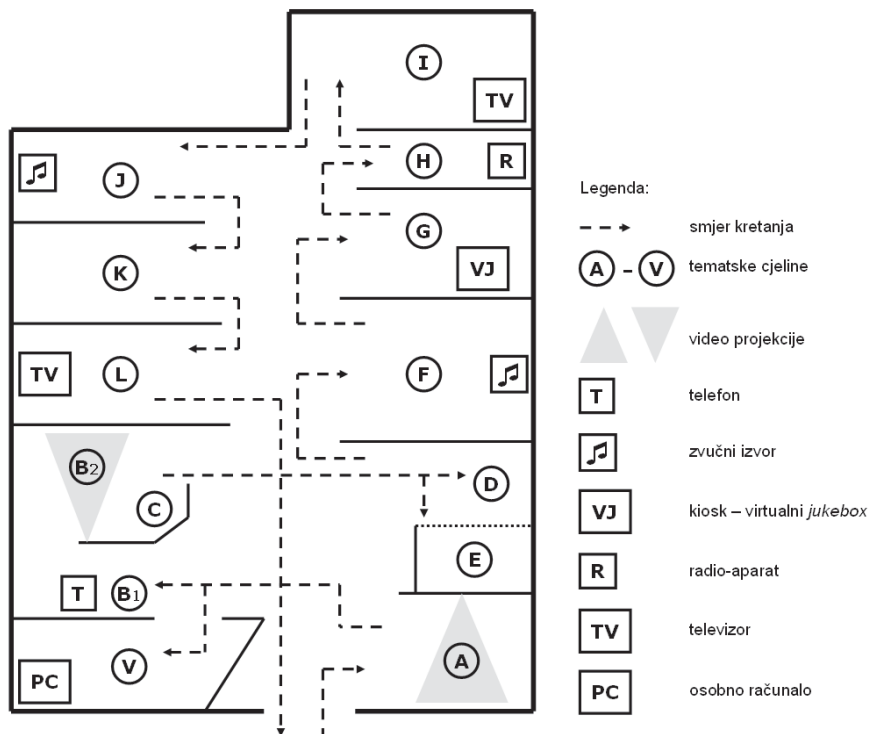 I
TV
H
R
J
G
VJ
K
TV
L
F
B2
C
D
E
T
B1
V
PC
A
Legenda:
smjer kretanja
A – V tematske cjeline
video projekcije
T telefon
zvučni izvor
VJ kiosk – virtualni jukebox
R radio-aparat
TV televizor
PC osobno računalo